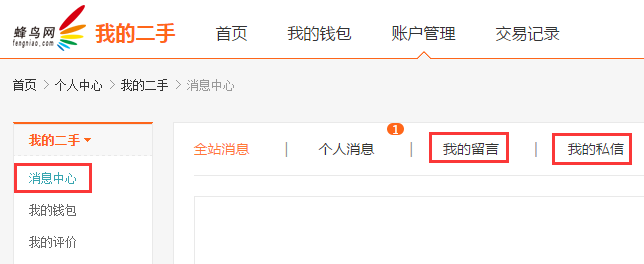 蜂鸟网 我的二手 首页 我的钱包 账户管理 交易记录
fengniao.com
首页 > 个人中心 > 我的二手 > 消息中心
1
我的二手 全站消息 | 个人消息 | 我的留言 | 我的私信
消息中心
我的钱包
我的评价